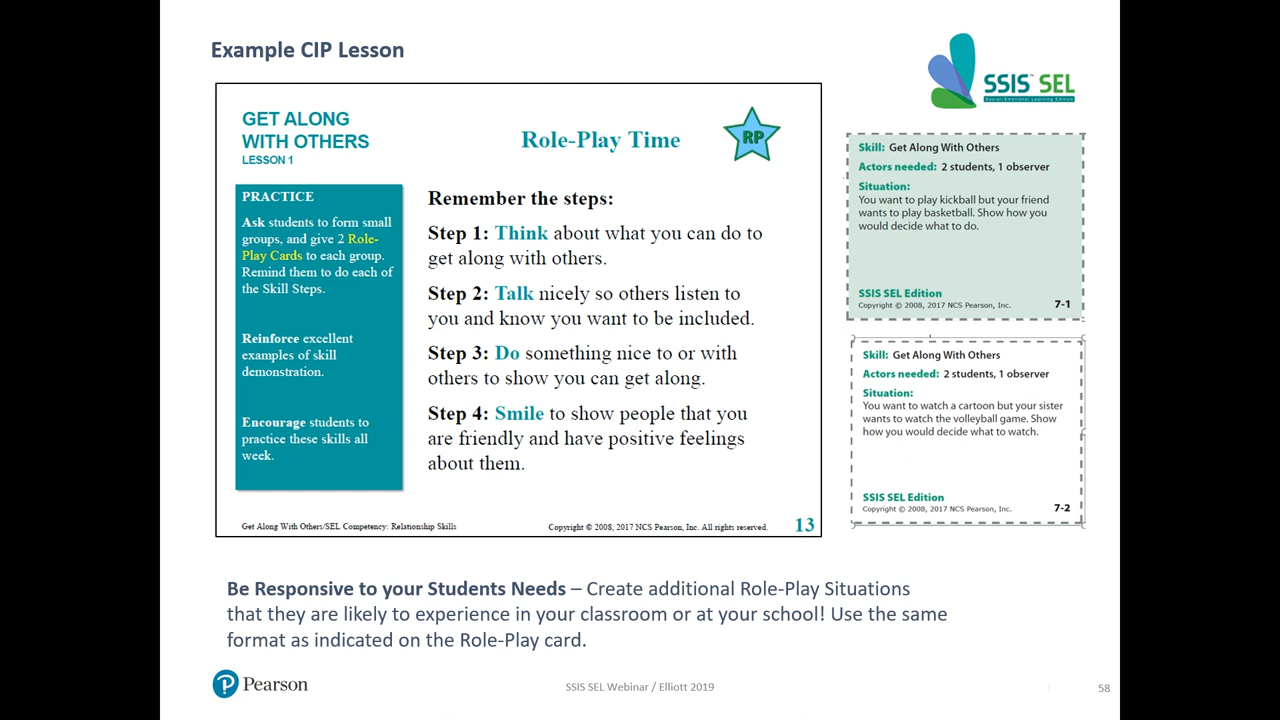 Example CIP Lesson
SSIS™ SEL
Social-Emotional Learning Edition
GET ALONG
WITH OTHERS
LESSON 1
Role-Play Time
RP
PRACTICE
Ask students to form small
groups, and give 2 Role-
Play Cards to each group.
Remind them to do each of
the Skill Steps.
Reinforce excellent
examples of skill
demonstration.
Encourage students to
practice these skills all
week.
Remember the steps:
Step 1: Think about what you can do to
get along with others.
Step 2: Talk nicely so others listen to
you and know you want to be included.
Step 3: Do something nice to or with
others to show you can get along.
Step 4: Smile to show people that you
are friendly and have positive feelings
about them.
Get Along With Others/SEL Competency: Relationship Skills
Copyright © 2008, 2017 NCS Pearson, Inc. All rights reserved.
13
Skill: Get Along With Others
Actors needed: 2 students, 1 observer
Situation:
You want to play kickball but your friend
wants to play basketball. Show how you
would decide what to do.
SSIS SEL Edition
Copyright © 2008, 2017 NCS Pearson, Inc.
7-1
Skill: Get Along With Others
Actors needed: 2 students, 1 observer
Situation:
You want to watch a cartoon but your sister
wants to watch the volleyball game. Show
how you would decide what to watch.
SSIS SEL Edition
Copyright © 2008, 2017 NCS Pearson, Inc.
7-2
Be Responsive to your Students Needs – Create additional Role-Play Situations
that they are likely to experience in your classroom or at your school! Use the same
format as indicated on the Role-Play card.
Pearson
SSIS SEL Webinar / Elliott 2019
58